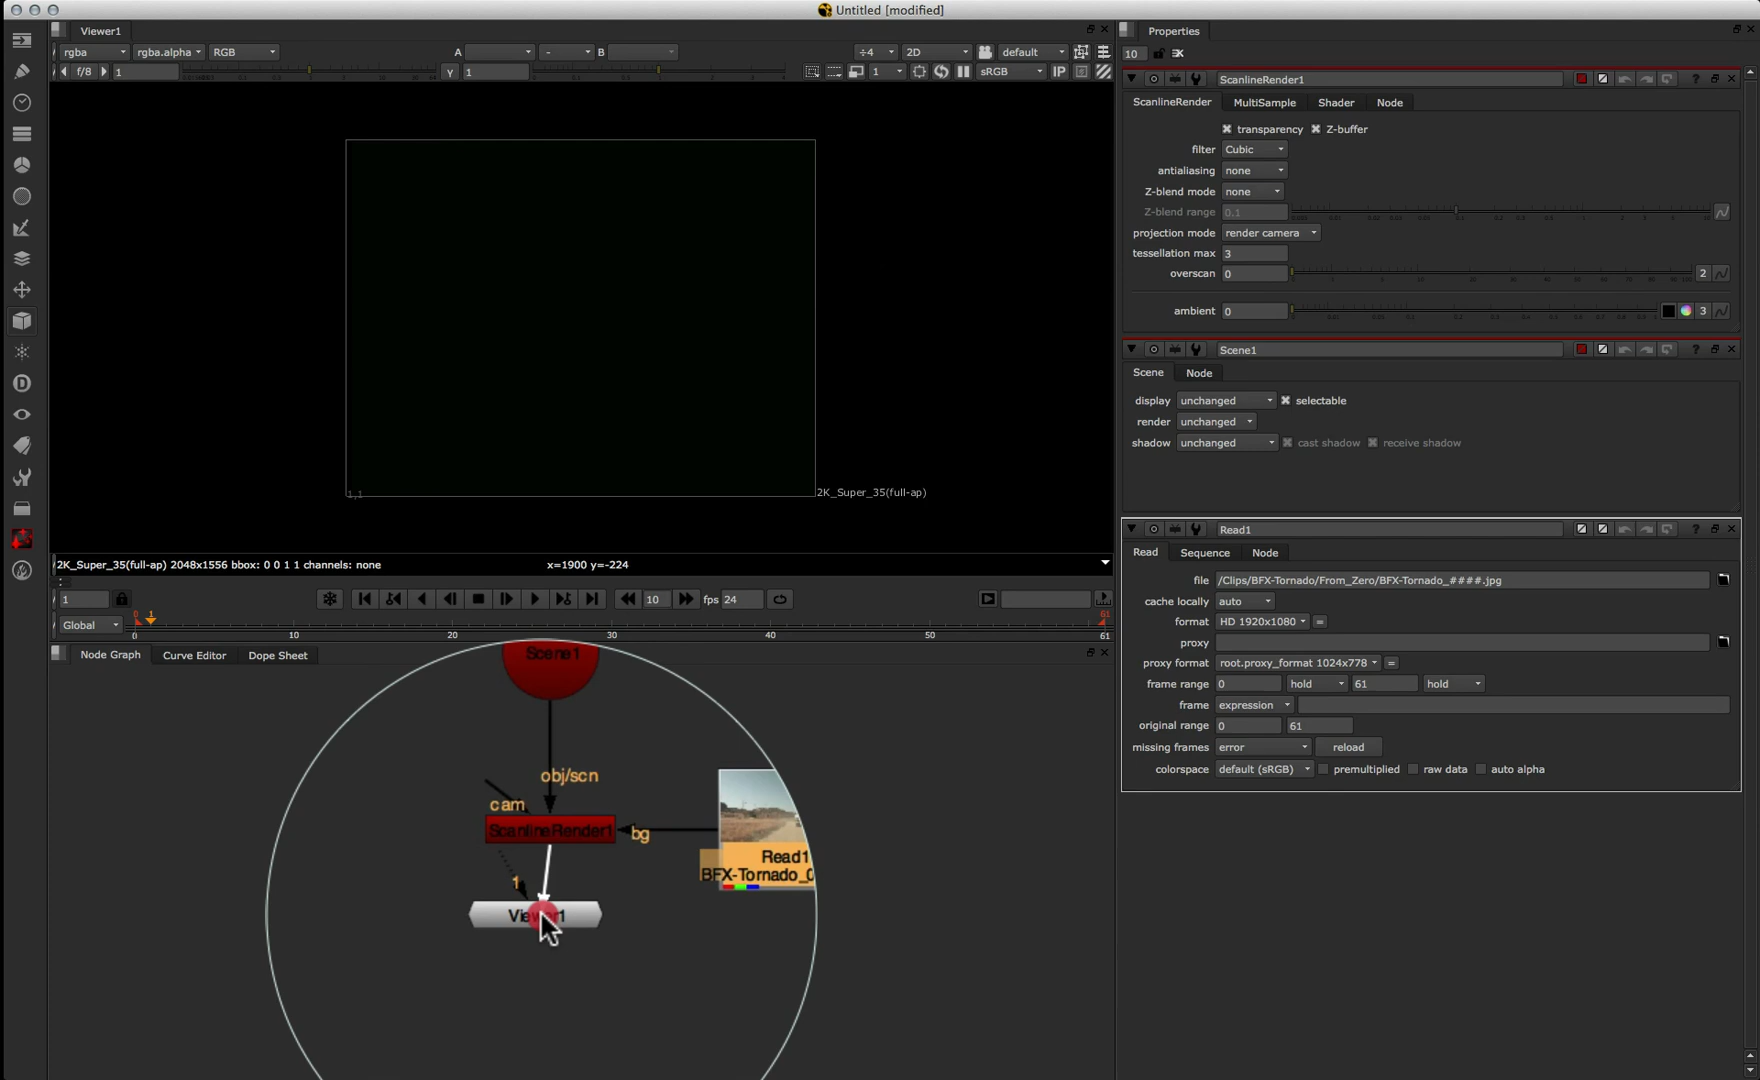 Untitled [modified]
Viewer1
rgba rgba.alpha RGB A - B ÷4 2D default
f/8 1 γ 1 1 sRGB IP
1,1
2K_Super_35(full-ap)
2K_Super_35(full-ap) 2048x1556 bbox: 0 0 1 1 channels: none x=1900 y=-224
1 10 fps 24
Global 0 1 10 20 30 40 50 61 61
Node Graph Curve Editor Dope Sheet
Scene1
obj/scn
cam
ScanlineRender1 bg
Read1
1 BFX-Tornado_0
Viewer1
Properties
10
ScanlineRender1
ScanlineRender MultiSample Shader Node
transparency Z-buffer
filter Cubic
antialiasing none
Z-blend mode none
Z-blend range 0.1
projection mode render camera
tessellation max 3
overscan 0 2
ambient 0 3
Scene1
Scene Node
display unchanged selectable
render unchanged
shadow unchanged cast shadow receive shadow
Read1
Read Sequence Node
file /Clips/BFX-Tornado/From_Zero/BFX-Tornado_####.jpg
cache locally auto
format HD 1920x1080 =
proxy
proxy format root.proxy_format 1024x778 =
frame range 0 hold 61 hold
frame expression
original range 0 61
missing frames error reload
colorspace default (sRGB) premultiplied raw data auto alpha